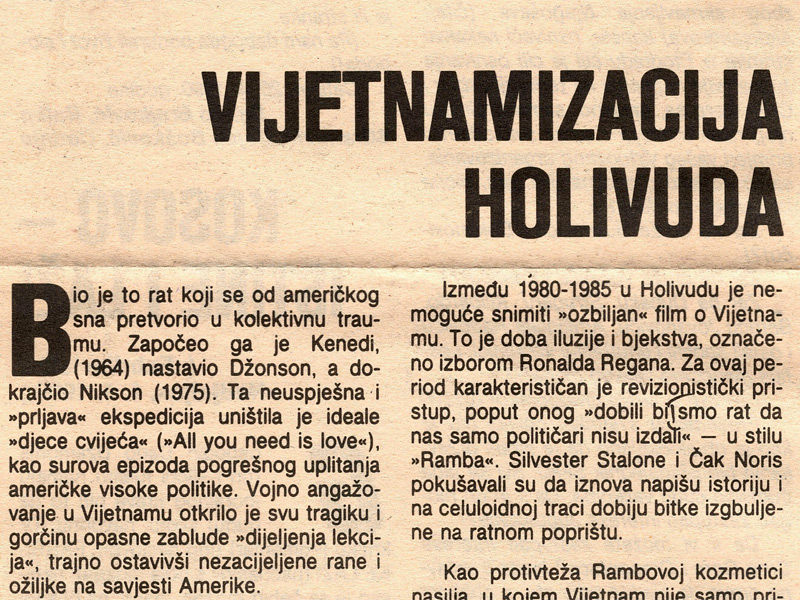 VIJETNAMIZACIJA
HOLIVUDA
Bio je to rat koji se od američkog
sna pretvorio u kolektivnu trau-
mu. Započeo ga je Kenedi,
(1964) nastavio Džonson, a do-
krajčio Nikson (1975). Ta neuspješna i
»prljava« ekspedicija uništila je ideale
»djece cvijeća« (»All you need is love«),
kao surova epizoda pogrešnog uplitanja
američke visoke politike. Vojno angažo-
vanje u Vijetnamu otkrilo je svu tragiku i
gorčinu opasne zablude »dijeljenja lekci-
ja«, trajno ostavivši nezacijeljene rane i
ožiljke na savjesti Amerike.
Između 1980-1985 u Holivudu je ne-
moguće snimiti »ozbiljan« film o Vijetna-
mu. To je doba iluzije i bjekstva, označe-
no izborom Ronalda Regana. Za ovaj pe-
riod karakterističan je revizionistički pri-
stup, poput onog »dobili bi smo rat da
nas samo političari nisu izdali« — u stilu
»Ramba«. Silvester Stalone i Čak Noris
pokušavali su da iznova napišu istoriju i
na celuloidnoj traci dobiju bitke izgbulje-
ne na ratnom poprištu.
Kao protivteža Rambovoj kozmetici
nasilja, u kojem Vijetnam nije samo pri-